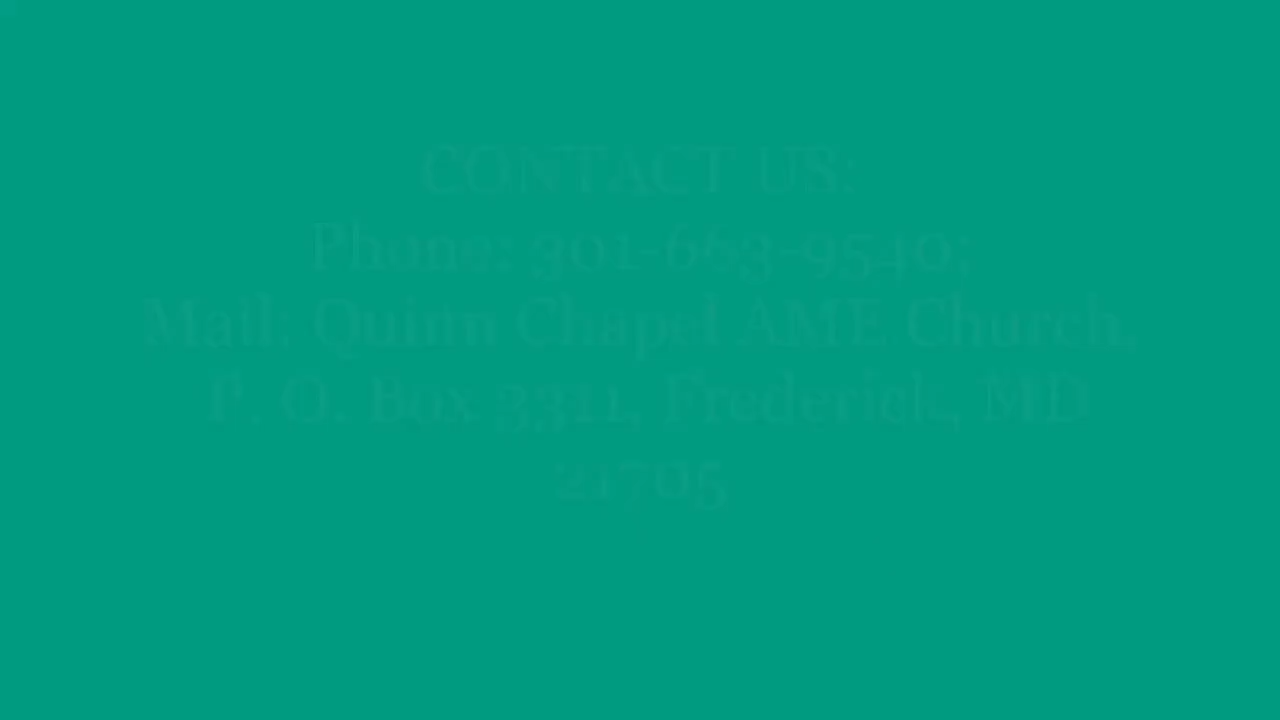 CONTACT US:
Phone: 301-663-9540;
Mail: Quinn Chapel AME Church,
P. O. Box 3311, Frederick, MD
21705